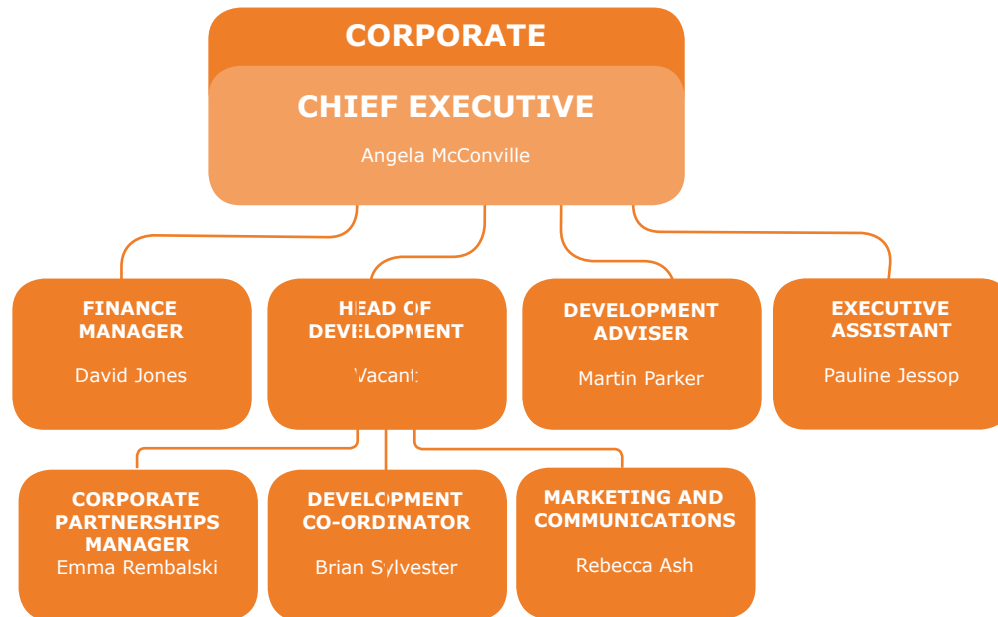 CORPORATE
CHIEF EXECUTIVE
Angela McConville
FINANCE
MANAGER
David Jones
HEAD OF
DEVELOPMENT
Vacant
DEVELOPMENT
ADVISER
Martin Parker
EXECUTIVE
ASSISTANT
Pauline Jessop
CORPORATE
PARTNERSHIPS
MANAGER
Emma Rembalski
DEVELOPMENT
CO-ORDINATOR
Brian Sylvester
MARKETING AND
COMMUNICATIONS
Rebecca Ash